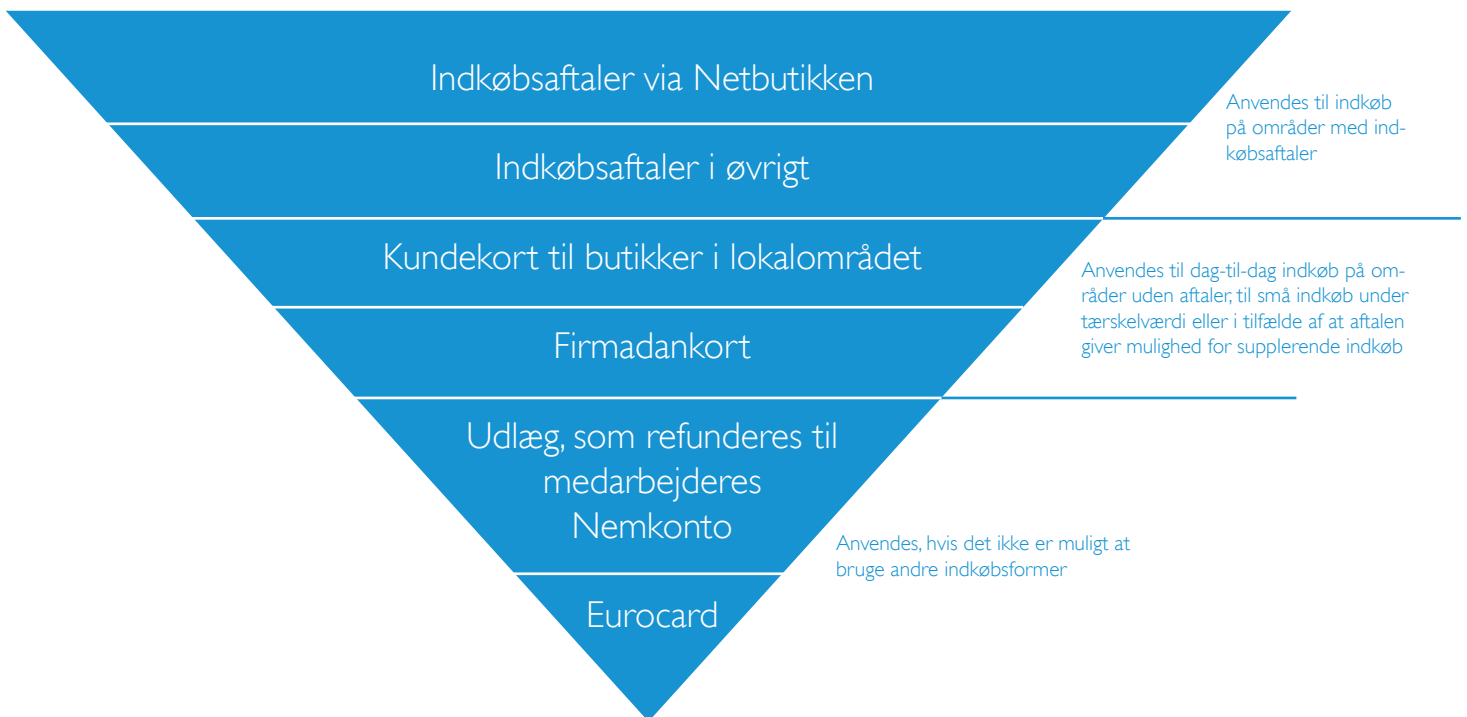 Indkøbsaftaler via Netbutikken
Anvendes til indkøb
på områder med ind-
købsaftaler
Indkøbsaftaler i øvrigt
Kundekort til butikker i lokalområdet
Anvendes til dag-til-dag indkøb på om-
råder uden aftaler, til små indkøb under
tærskelværdi eller i tilfælde af at aftalen
giver mulighed for supplerende indkøb
Firmadankort
Udlæg, som refunderes til
medarbejderes
Nemkonto
Anvendes, hvis det ikke er muligt at
bruge andre indkøbsformer
Eurocard